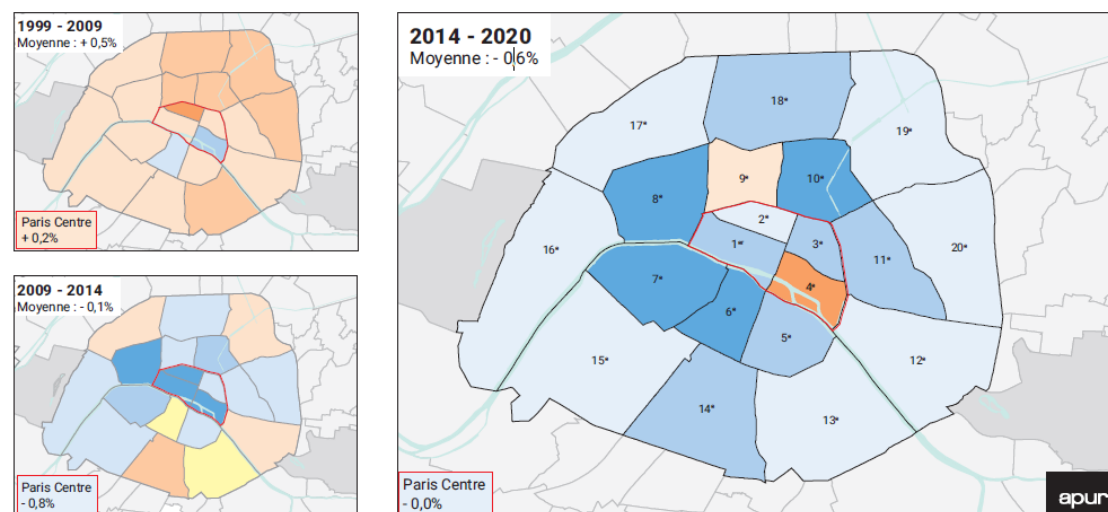 1999 - 2009
Moyenne : + 0,5%
Paris Centre
+ 0,2%
2009 - 2014
Moyenne : - 0,1%
Paris Centre
- 0,8%
2014 - 2020
Moyenne : - 0,6%
18e
17e
19e
9e
10e
8e
2e
1er
3e
16e
11e
20e
7e
4e
6e
5e
15e
12e
14e
13e
Paris Centre
- 0,0%
apur